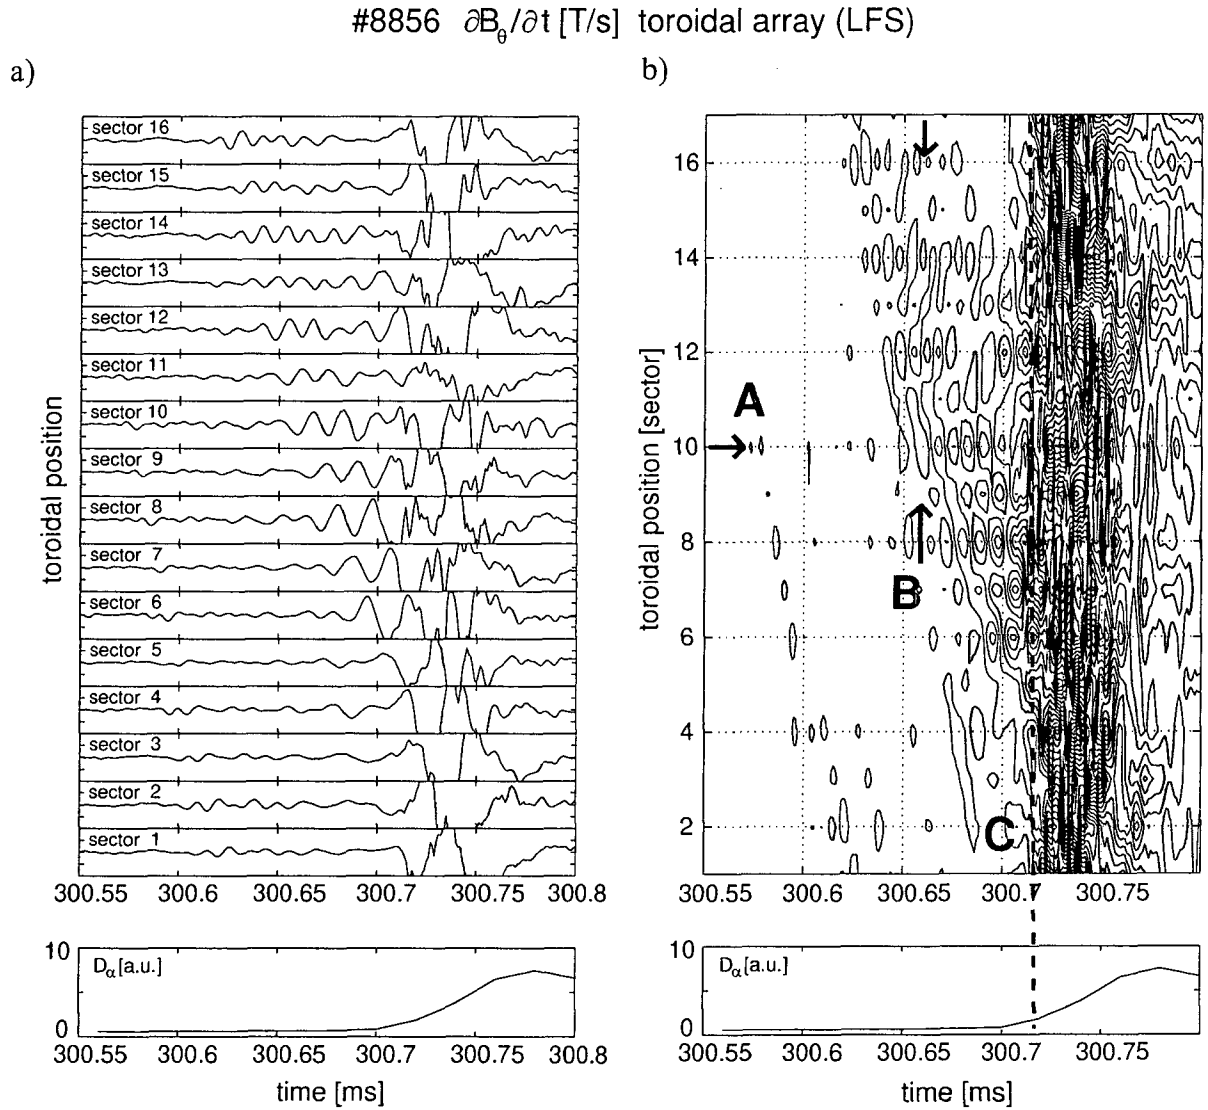 #8856 ∂Bθ/∂t [T/s] toroidal array (LFS)
a)
sector 16
sector 15
sector 14
sector 13
sector 12
sector 11
sector 10
sector 9
sector 8
sector 7
sector 6
sector 5
sector 4
sector 3
sector 2
sector 1
toroidal position
300.55 300.6 300.65 300.7 300.75 300.8
10
0
Dα [a.u.]
300.55 300.6 300.65 300.7 300.75 300.8
time [ms]
b)
16
14
12
10
8
6
4
2
toroidal position [sector]
A
B
C
300.55 300.6 300.65 300.7 300.75
10
0
Dα [a.u.]
300.55 300.6 300.65 300.7 300.75
time [ms]